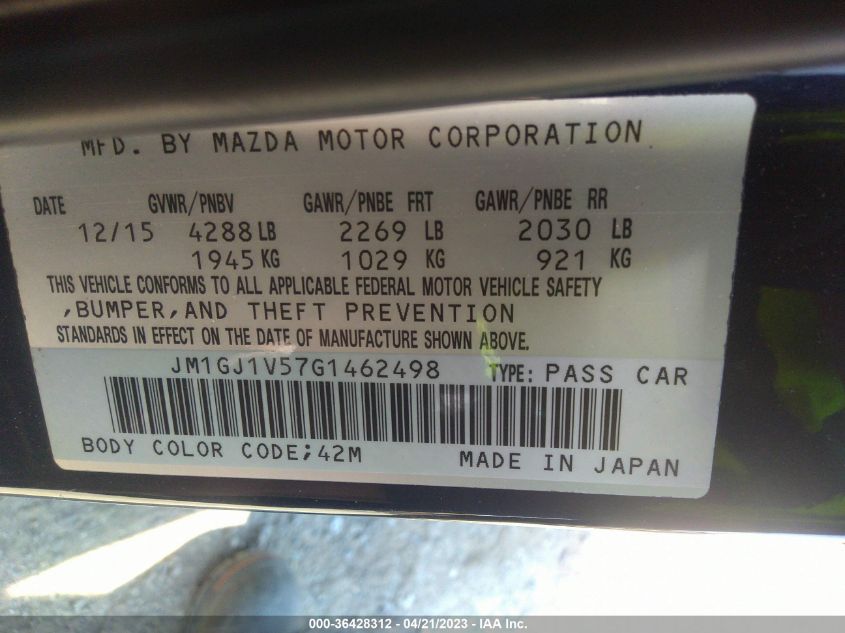 MFD. BY MAZDA MOTOR CORPORATION
DATE GVWR/PNBV GAWR/PNBE FRT GAWR/PNBE RR
12/15 4288 LB 2269 LB 2030 LB
1945 KG 1029 KG 921 KG
THIS VEHICLE CONFORMS TO ALL APPLICABLE FEDERAL MOTOR VEHICLE SAFETY
,BUMPER,AND THEFT PREVENTION
STANDARDS IN EFFECT ON THE DATE OF MANUFACTURE SHOWN ABOVE.
JM1GJ1V57G1462498 TYPE: PASS CAR
BODY COLOR CODE;42M MADE IN JAPAN
000-36428312 - 04/21/2023 - IAA Inc.